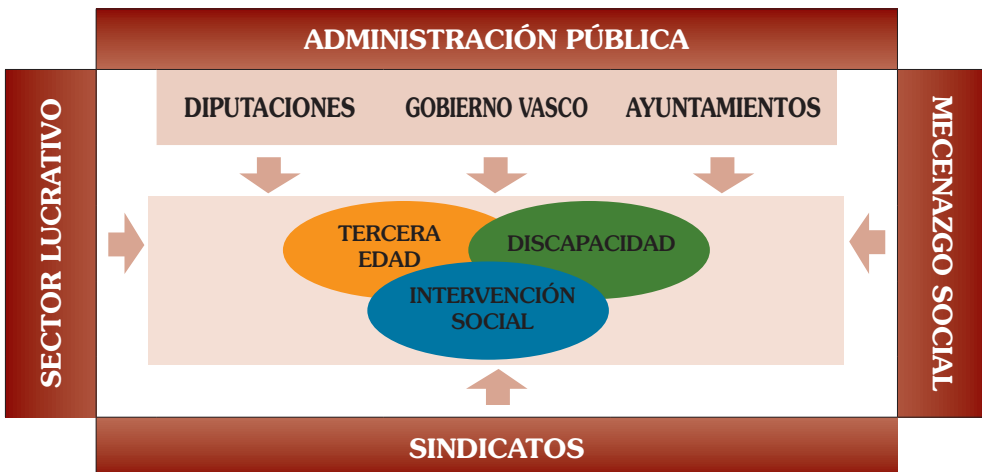 ADMINISTRACIÓN PÚBLICA
DIPUTACIONES GOBIERNO VASCO AYUNTAMIENTOS
SECTOR LUCRATIVO
MECENAZGO SOCIAL
TERCERA
EDAD
DISCAPACIDAD
INTERVENCIÓN
SOCIAL
SINDICATOS